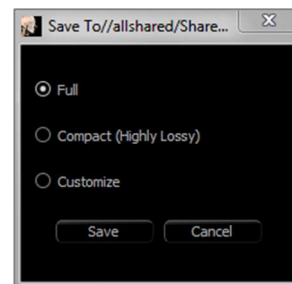 Save To//allshared/Share...
Full
Compact (Highly Lossy)
Customize
Save
Cancel